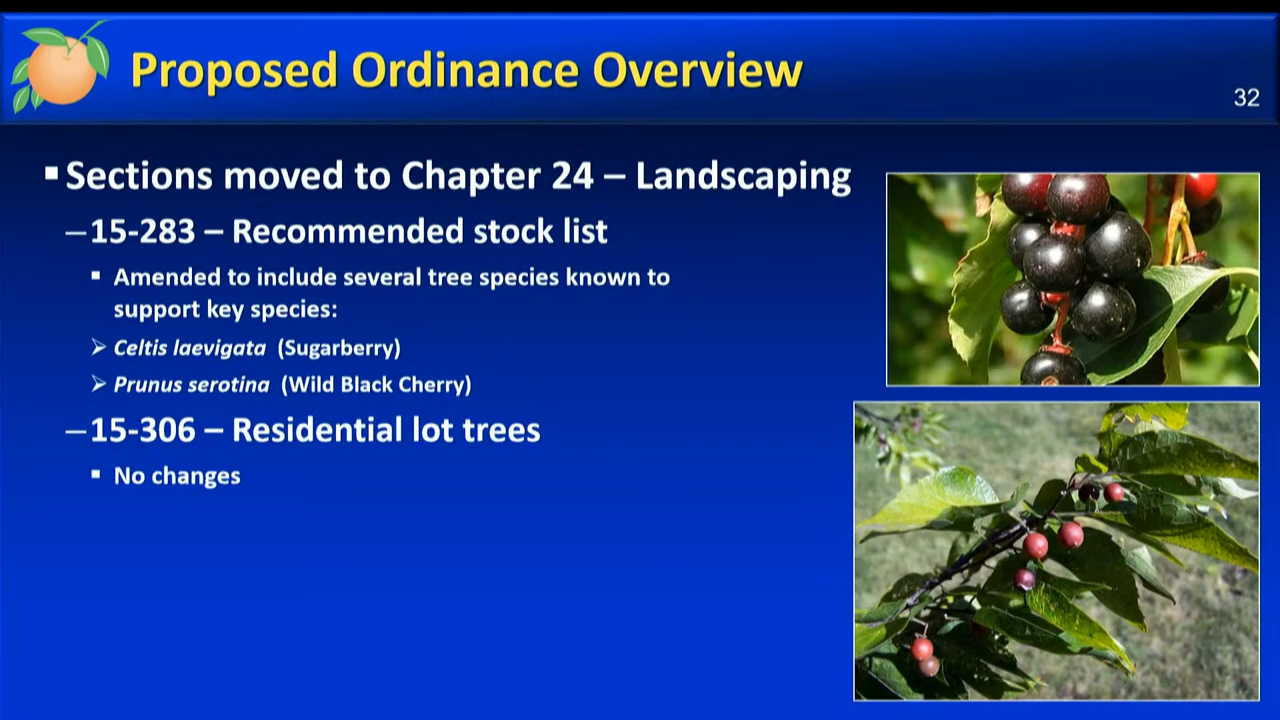 Proposed Ordinance Overview
32
▪ Sections moved to Chapter 24 – Landscaping
– 15-283 – Recommended stock list
▪ Amended to include several tree species known to
support key species:
➢ Celtis laevigata (Sugarberry)
➢ Prunus serotina (Wild Black Cherry)
– 15-306 – Residential lot trees
▪ No changes